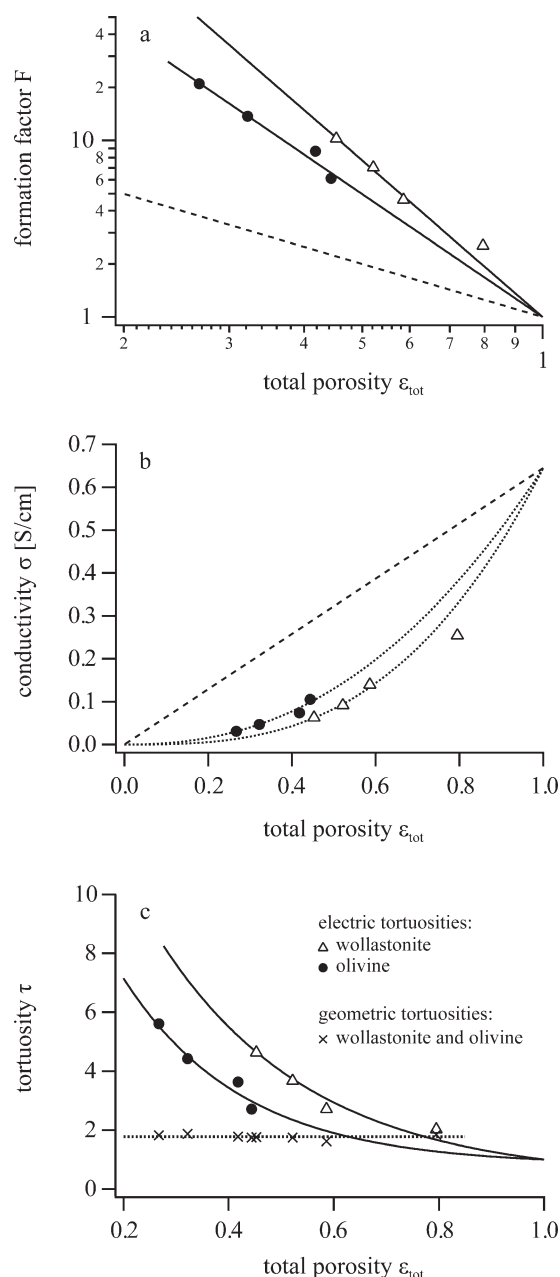 a
formation factor F
4
2
10
8
6
4
2
1
2 3 4 5 6 7 8 9 1
total porosity εtot
b
conductivity σ [S/cm]
0.7
0.6
0.5
0.4
0.3
0.2
0.1
0.0
0.0 0.2 0.4 0.6 0.8 1.0
total porosity εtot
c
tortuosity τ
10
8
6
4
2
0
electric tortuosities:
wollastonite
olivine
geometric tortuosities:
wollastonite and olivine
0.2 0.4 0.6 0.8 1.0
total porosity εtot